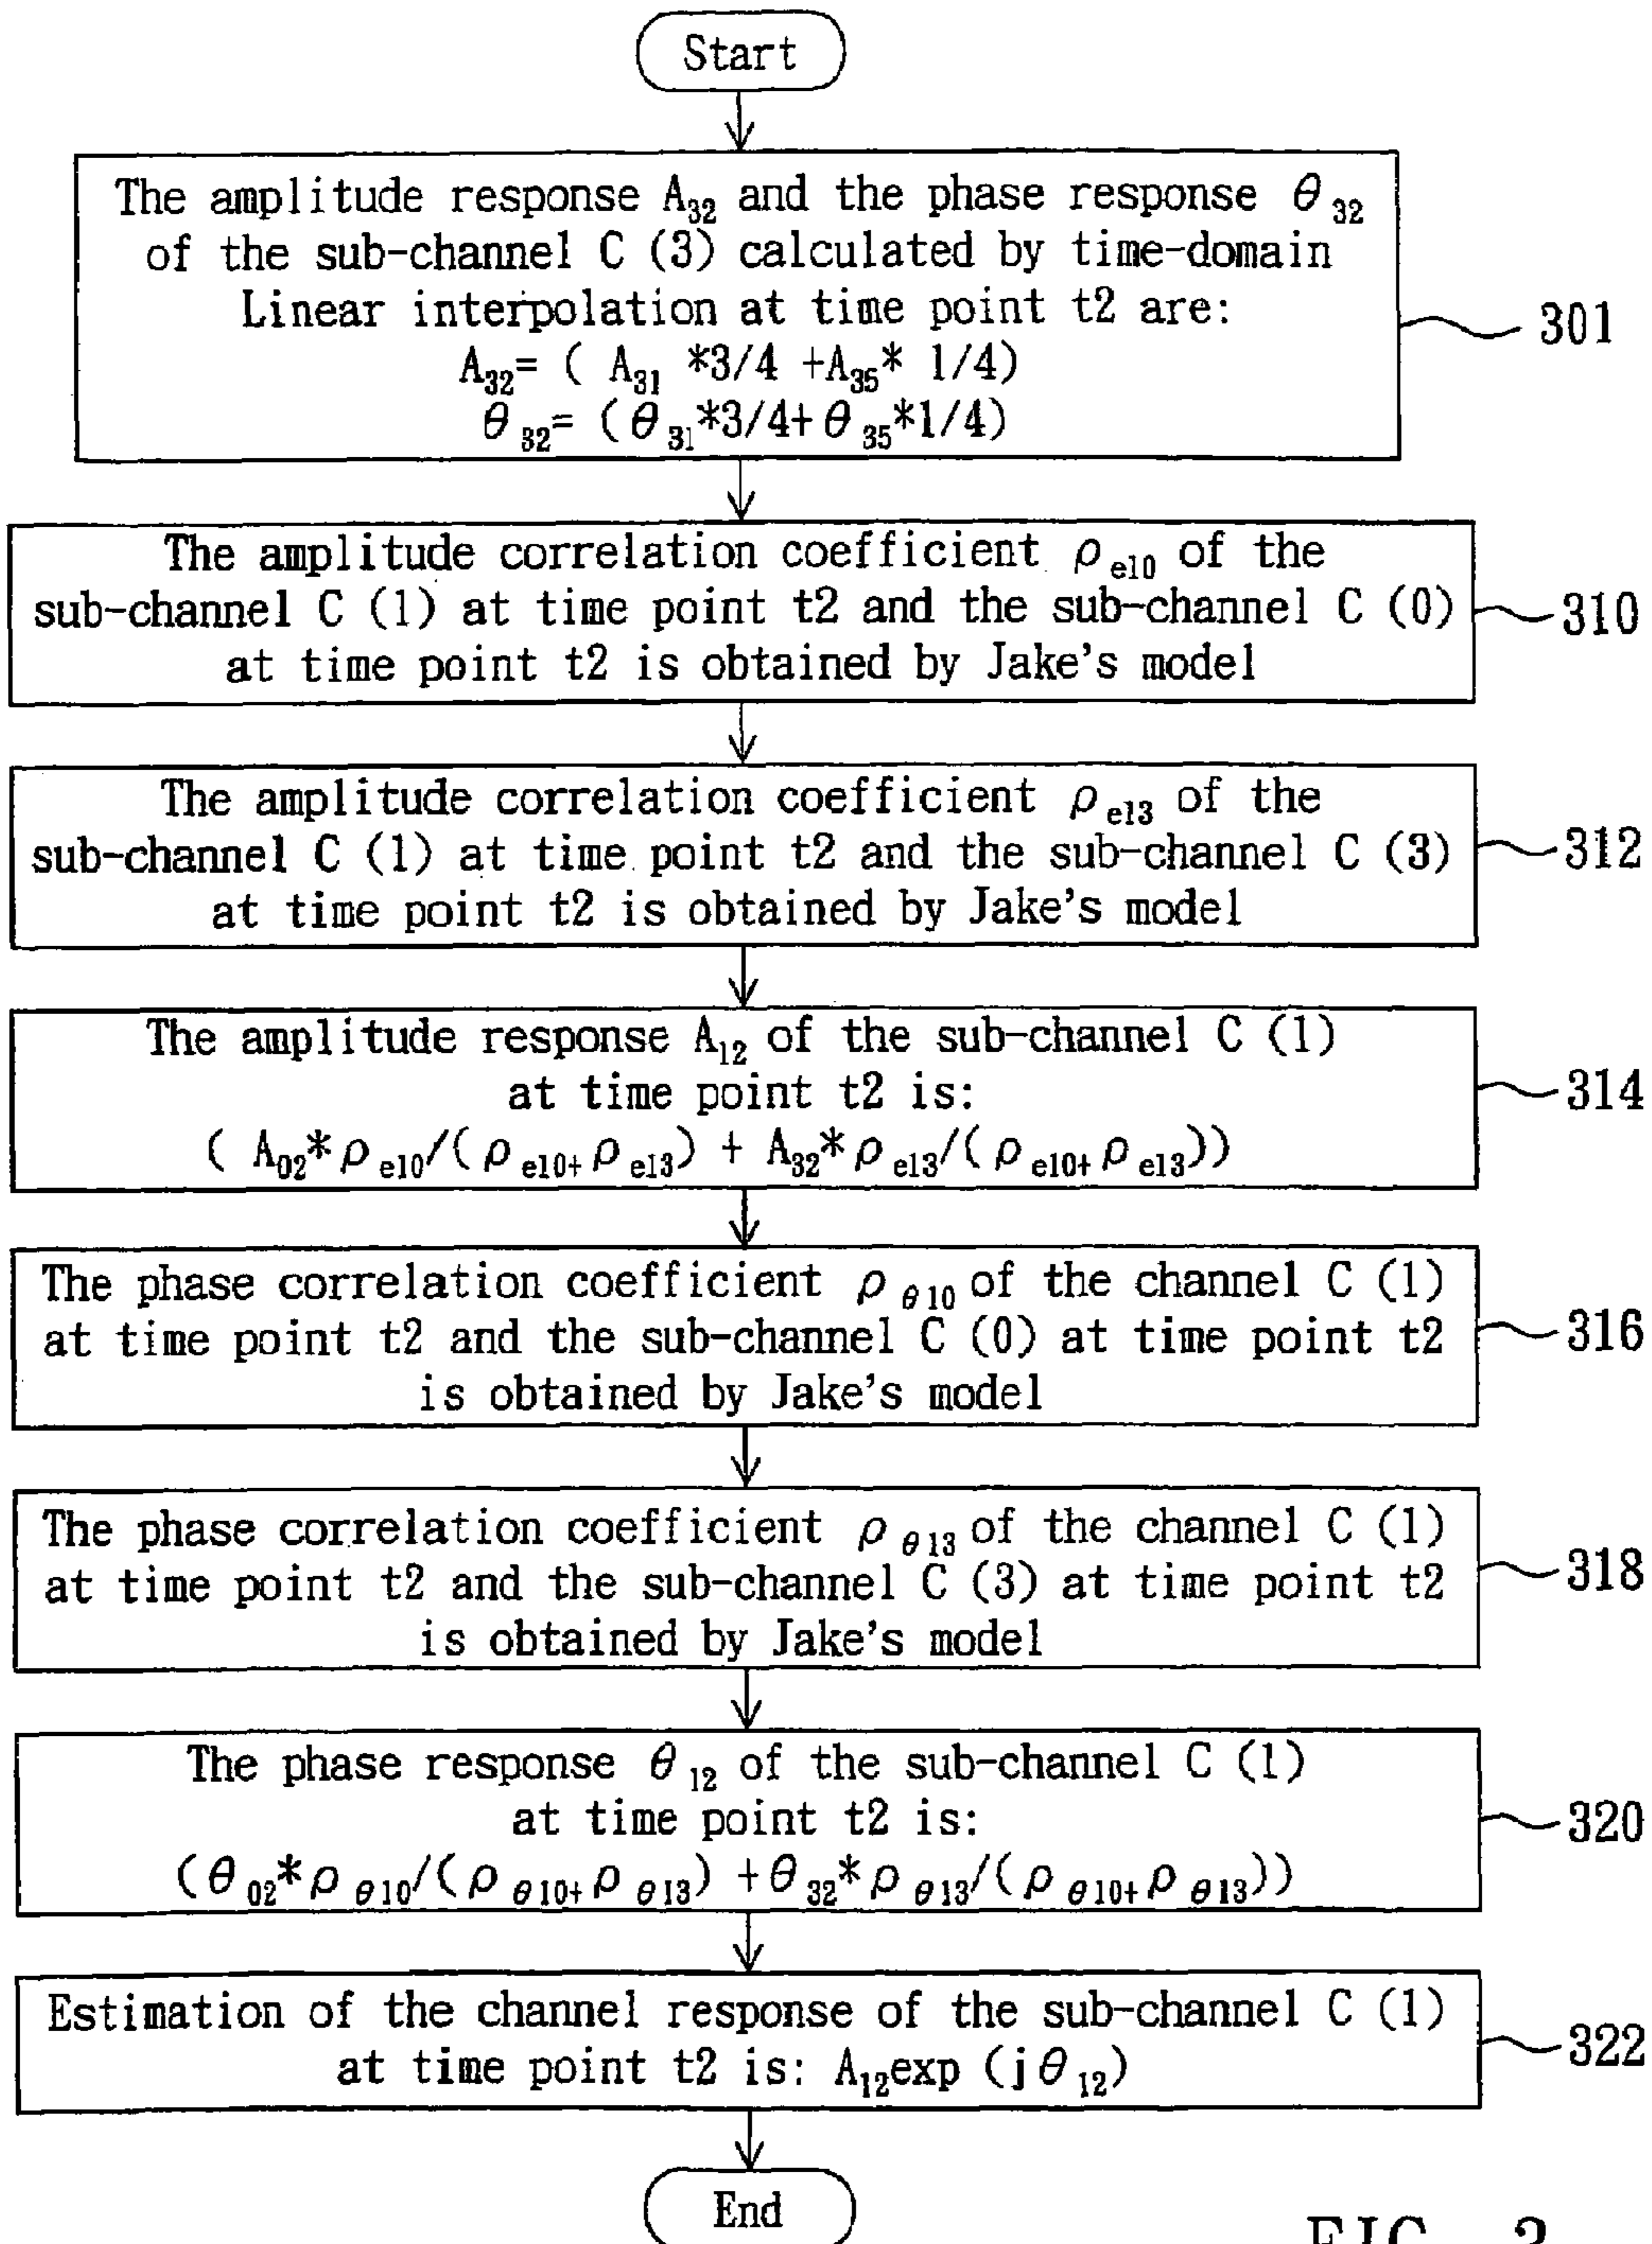 Start
The amplitude response A₃₂ and the phase response θ₃₂
of the sub-channel C (3) calculated by time-domain
Linear interpolation at time point t2 are:
A₃₂= ( A₃₁ *3/4 +A₃₅* 1/4)
θ₃₂= (θ₃₁*3/4+θ₃₅*1/4)
301
The amplitude correlation coefficient ρe10 of the
sub-channel C (1) at time point t2 and the sub-channel C (0)
at time point t2 is obtained by Jake's model
310
The amplitude correlation coefficient ρe13 of the
sub-channel C (1) at time point t2 and the sub-channel C (3)
at time point t2 is obtained by Jake's model
312
The amplitude response A₁₂ of the sub-channel C (1)
at time point t2 is:
( A₀₂*ρe10/(ρe10+ρe13) + A₃₂*ρe13/(ρe10+ρe13))
314
The phase correlation coefficient ρθ10 of the channel C (1)
at time point t2 and the sub-channel C (0) at time point t2
is obtained by Jake's model
316
The phase correlation coefficient ρθ13 of the channel C (1)
at time point t2 and the sub-channel C (3) at time point t2
is obtained by Jake's model
318
The phase response θ₁₂ of the sub-channel C (1)
at time point t2 is:
(θ₀₂*ρθ10/(ρθ10+ρθ13) +θ₃₂*ρθ13/(ρθ10+ρθ13))
320
Estimation of the channel response of the sub-channel C (1)
at time point t2 is: A₁₂exp (jθ₁₂)
322
End